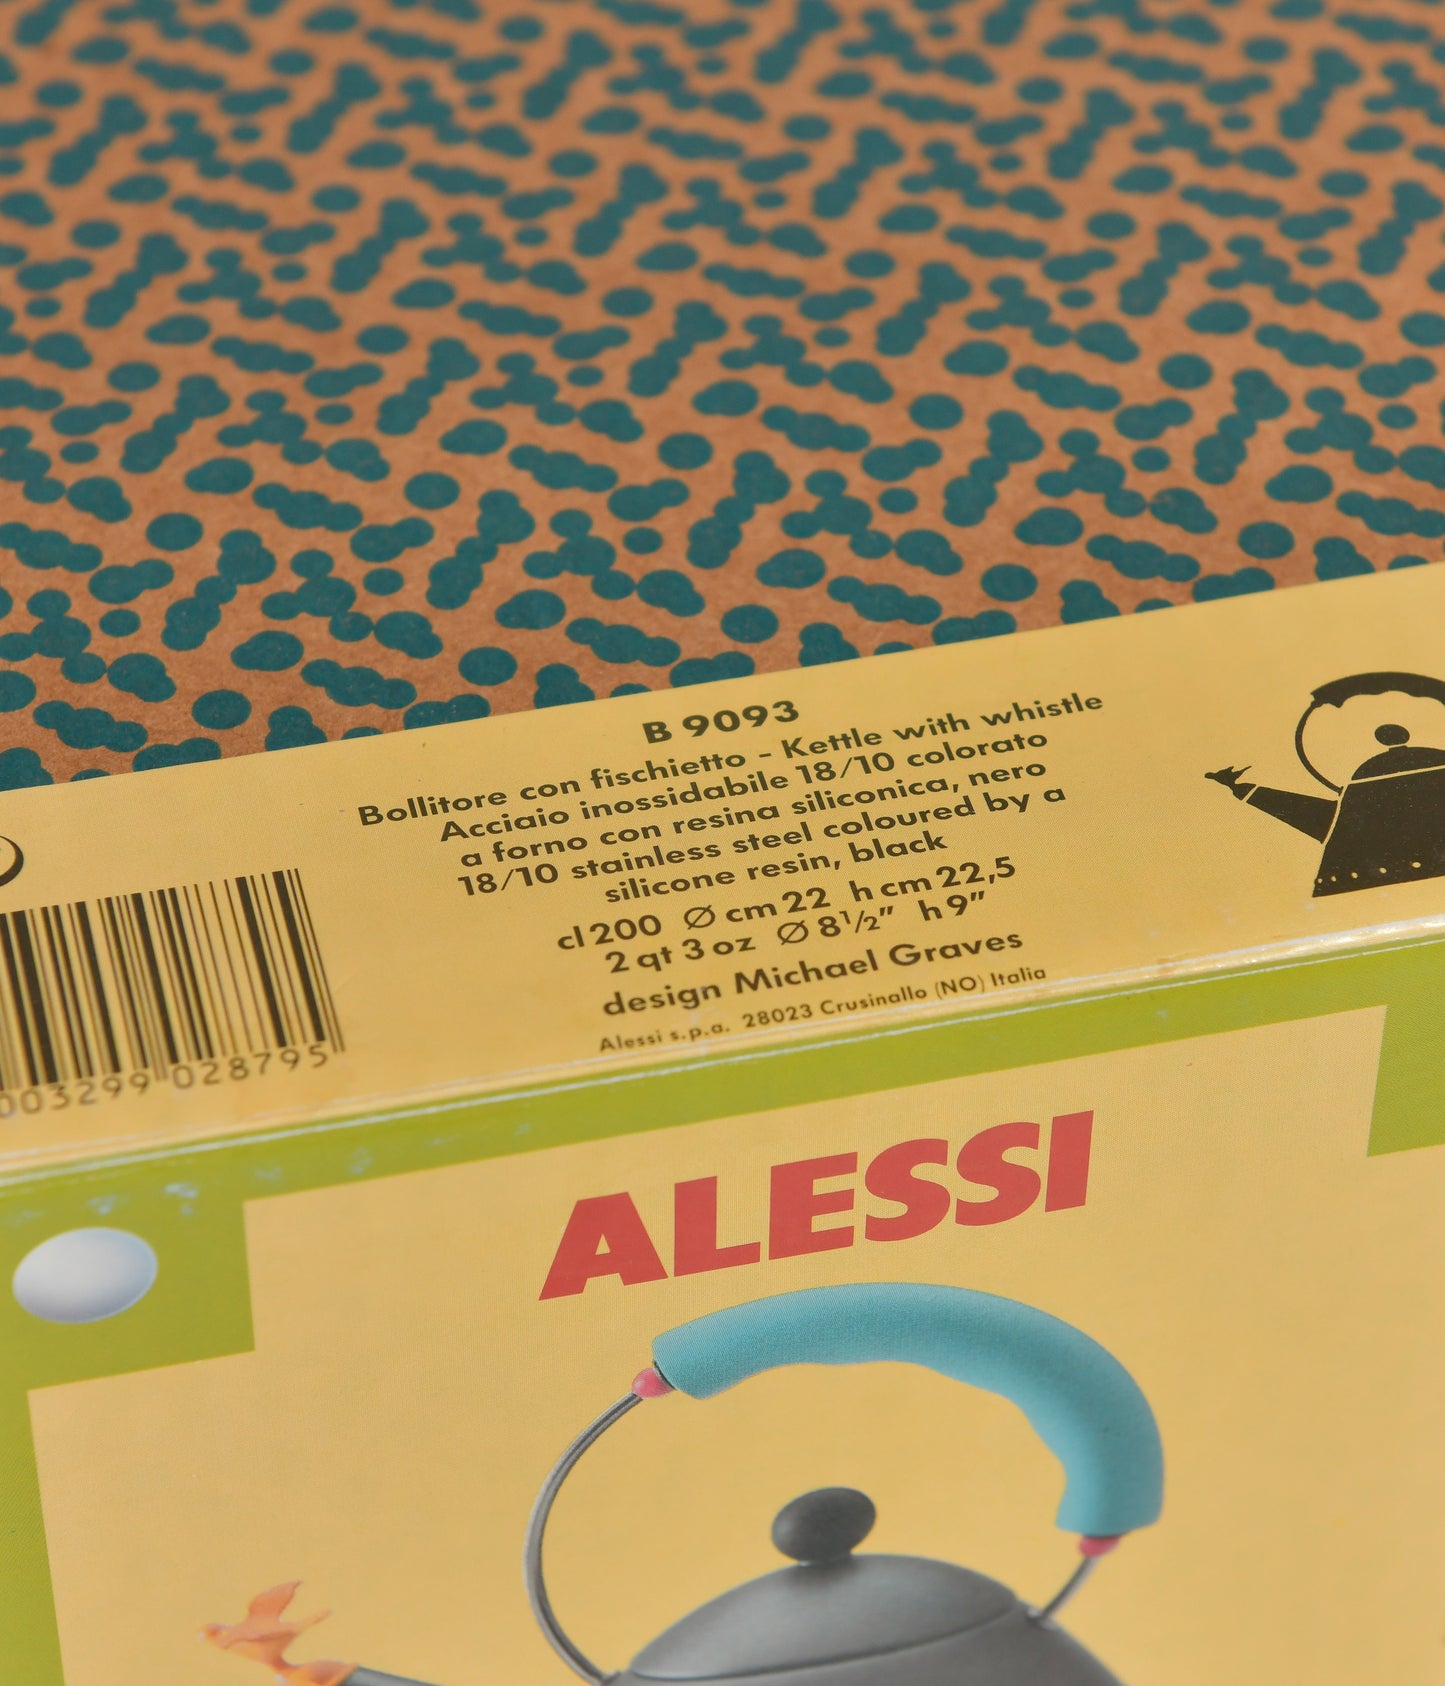 B 9093
Bollitore con fischietto - Kettle with whistle
Acciaio inossidabile 18/10 colorato
a forno con resina siliconica, nero
18/10 stainless steel coloured by a
silicone resin, black
cl 200 Ø cm 22 h cm 22,5
2 qt 3 oz Ø 8 1/2" h 9"
design Michael Graves
Alessi s.p.a. 28023 Crusinallo (NO) Italia
003299 028795
ALESSI